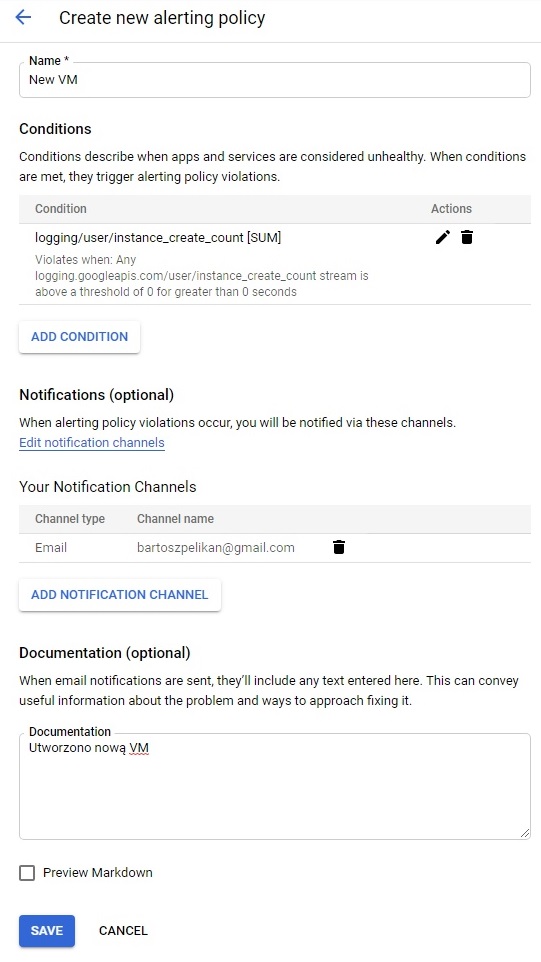 Create new alerting policy
Name *
New VM
Conditions
Conditions describe when apps and services are considered unhealthy. When conditions
are met, they trigger alerting policy violations.
Condition Actions
logging/user/instance_create_count [SUM]
Violates when: Any
logging.googleapis.com/user/instance_create_count stream is
above a threshold of 0 for greater than 0 seconds
ADD CONDITION
Notifications (optional)
When alerting policy violations occur, you will be notified via these channels.
Edit notification channels
Your Notification Channels
Channel type Channel name
Email bartoszpelikan@gmail.com
ADD NOTIFICATION CHANNEL
Documentation (optional)
When email notifications are sent, they’ll include any text entered here. This can convey
useful information about the problem and ways to approach fixing it.
Documentation
Utworzono nową VM
Preview Markdown
SAVE CANCEL